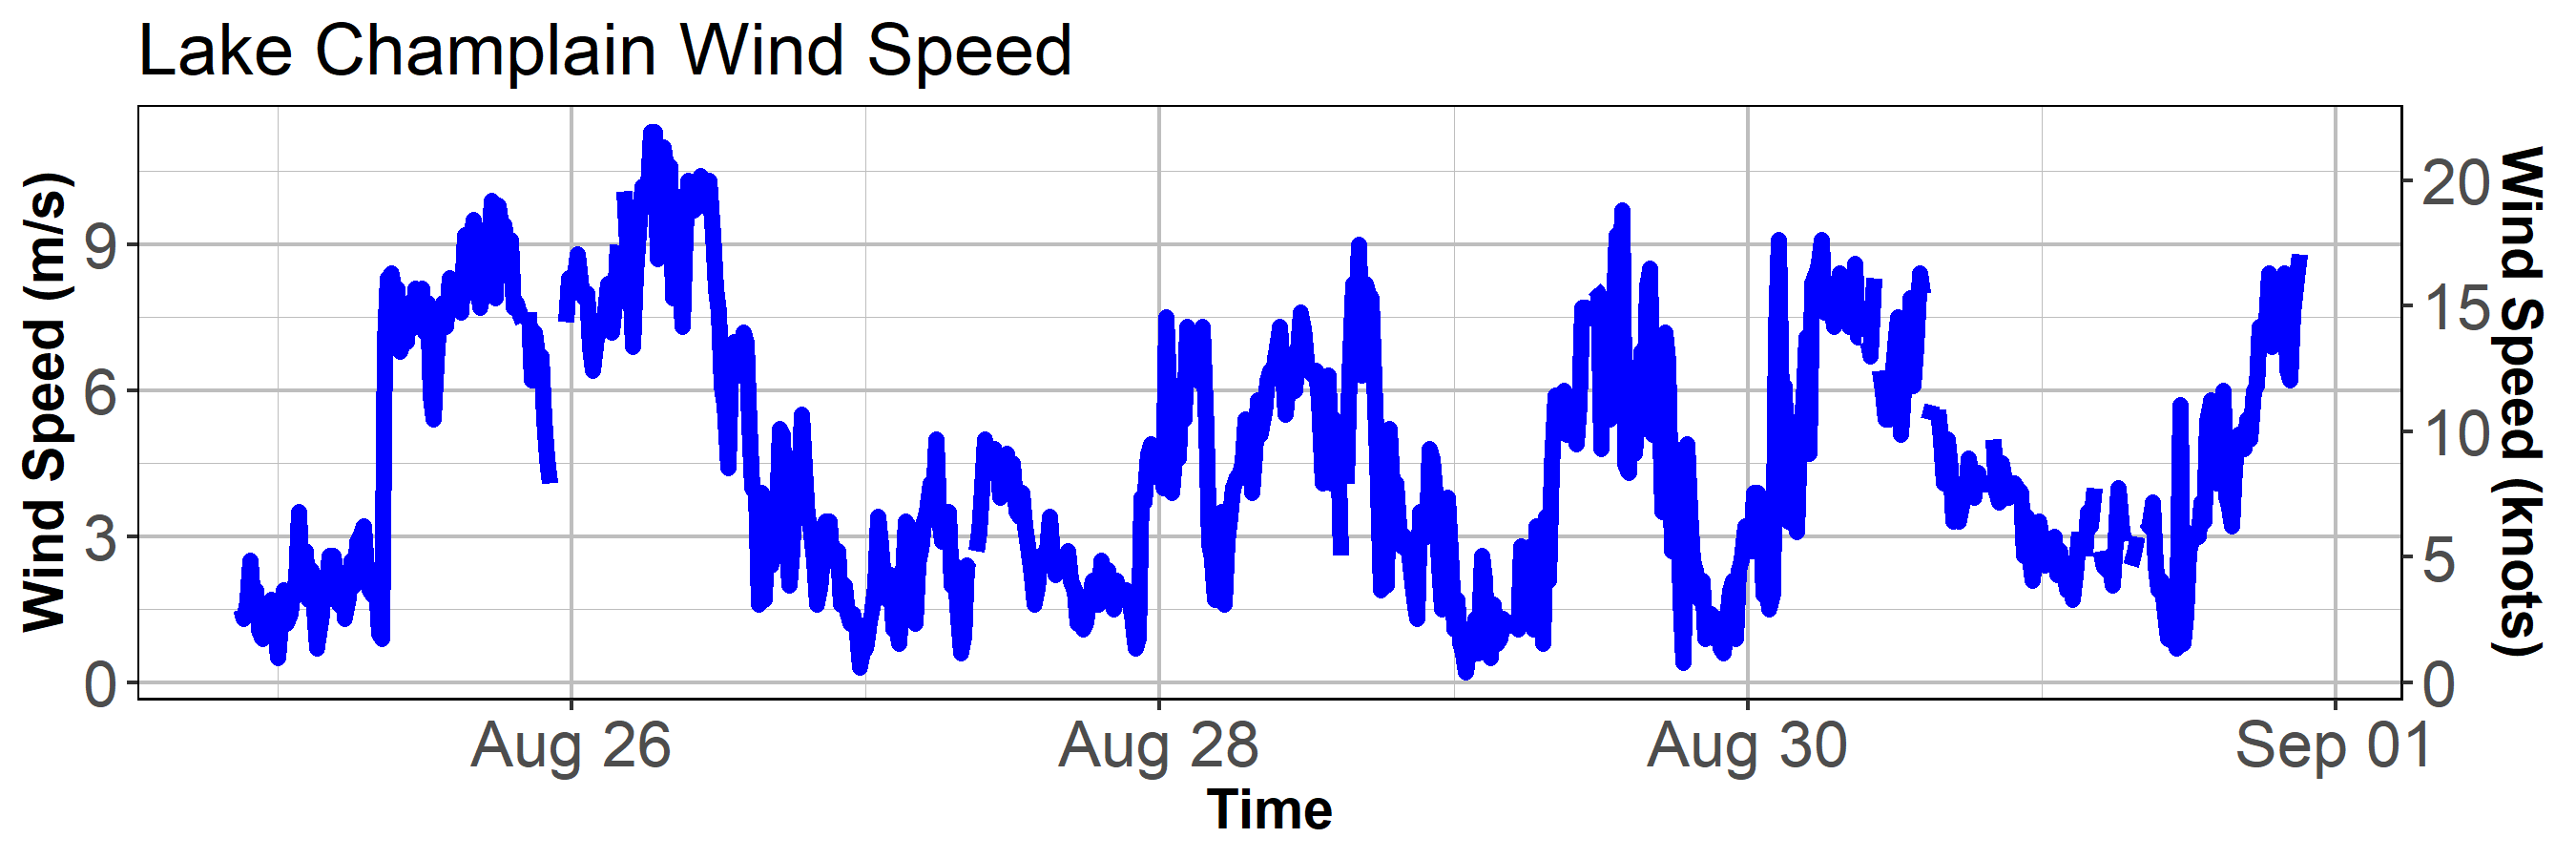 Lake Champlain Wind Speed
Wind Speed (m/s)
9
6
3
0
20
15
10
5
0
Wind Speed (knots)
Aug 26
Aug 28
Aug 30
Sep 01
Time